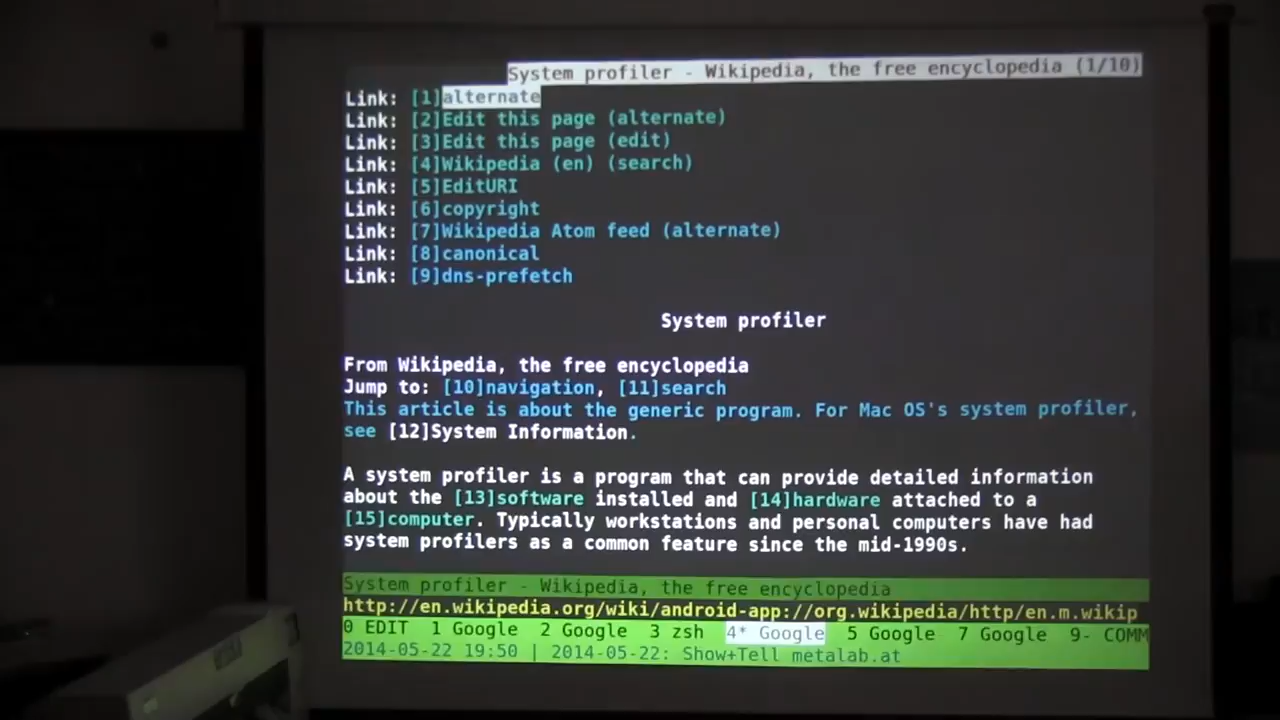 System profiler - Wikipedia, the free encyclopedia (1/10)
Link: [1]alternate
Link: [2]Edit this page (alternate)
Link: [3]Edit this page (edit)
Link: [4]Wikipedia (en) (search)
Link: [5]EditURI
Link: [6]copyright
Link: [7]Wikipedia Atom feed (alternate)
Link: [8]canonical
Link: [9]dns-prefetch
System profiler
From Wikipedia, the free encyclopedia
Jump to: [10]navigation, [11]search
This article is about the generic program. For Mac OS's system profiler,
see [12]System Information.
A system profiler is a program that can provide detailed information
about the [13]software installed and [14]hardware attached to a
[15]computer. Typically workstations and personal computers have had
system profilers as a common feature since the mid-1990s.
System profiler - Wikipedia, the free encyclopedia
http://en.wikipedia.org/wiki/android-app://org.wikipedia/http/en.m.wikip
0 EDIT 1 Google 2 Google 3 zsh 4* Google 5 Google 7 Google 9- COMM
2014-05-22 19:50 | 2014-05-22: Show+Tell metalab.at